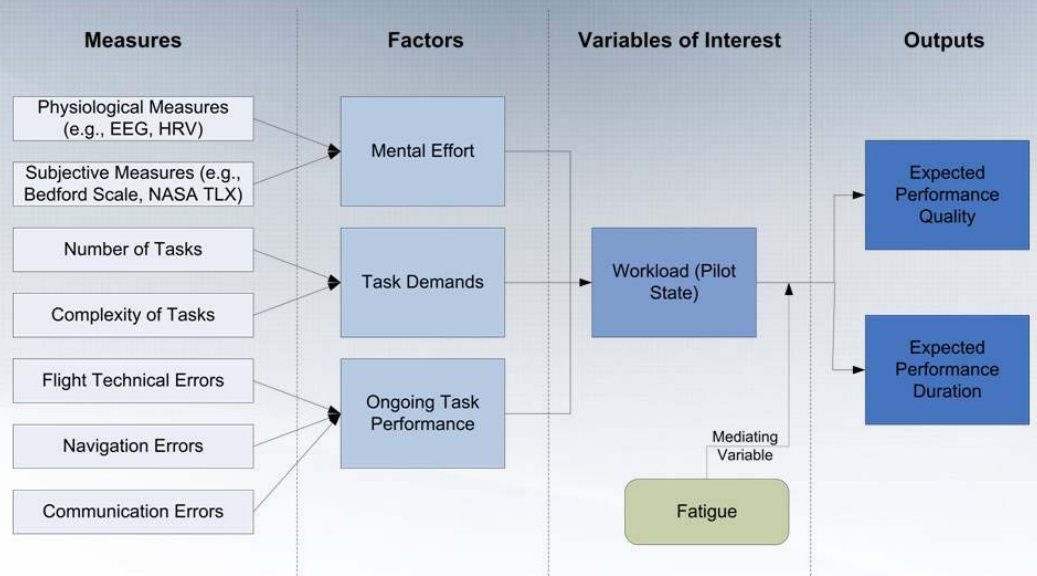 Measures
Factors
Variables of Interest
Outputs
Physiological Measures
(e.g., EEG, HRV)
Subjective Measures (e.g.,
Bedford Scale, NASA TLX)
Number of Tasks
Complexity of Tasks
Flight Technical Errors
Navigation Errors
Communication Errors
Mental Effort
Task Demands
Ongoing Task
Performance
Workload (Pilot
State)
Mediating
Variable
Fatigue
Expected
Performance
Quality
Expected
Performance
Duration